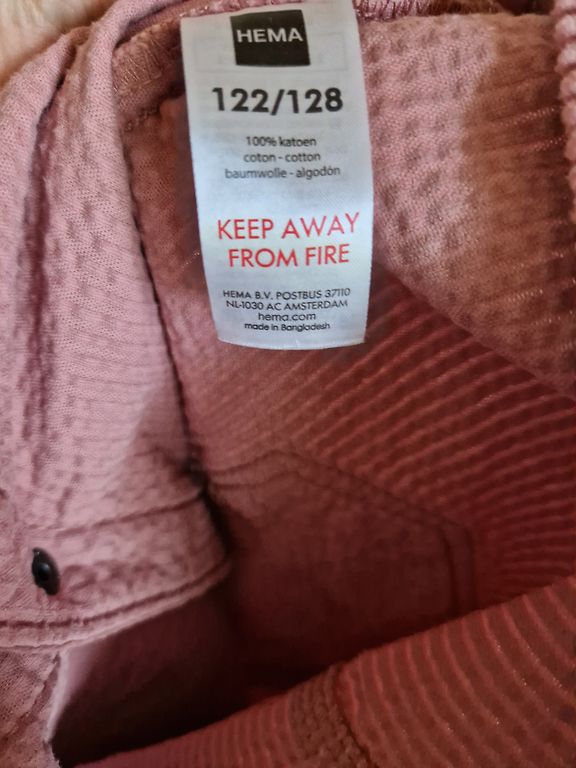 HEMA
122/128
100% katoen
coton - cotton
baumwolle - algodón
KEEP AWAY
FROM FIRE
HEMA B.V. POSTBUS 37110
NL-1030 AC AMSTERDAM
hema.com
made in Bangladesh